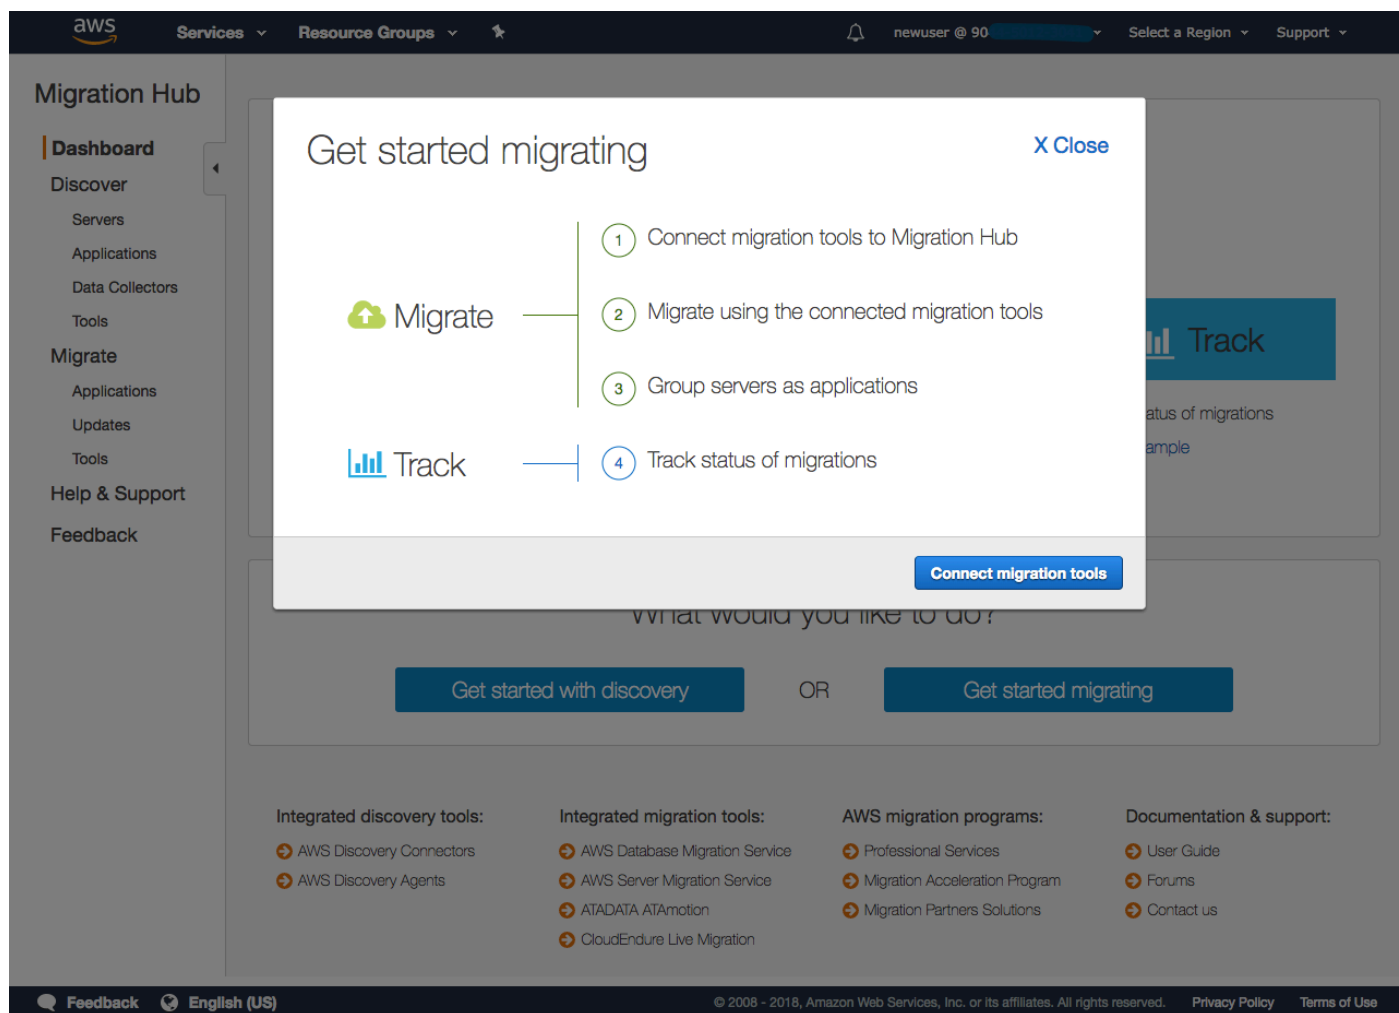 aws
Services
Resource Groups
newuser @ 90
Select a Region
Support
Migration Hub
Dashboard
Discover
Servers
Applications
Data Collectors
Tools
Migrate
Applications
Updates
Tools
Help & Support
Feedback
Get started migrating
X Close
Migrate
1 Connect migration tools to Migration Hub
2 Migrate using the connected migration tools
3 Group servers as applications
Track
4 Track status of migrations
Connect migration tools
Track
atus of migrations
ample
What would you like to do?
Get started with discovery
OR
Get started migrating
Integrated discovery tools:
AWS Discovery Connectors
AWS Discovery Agents
Integrated migration tools:
AWS Database Migration Service
AWS Server Migration Service
ATADATA ATAmotion
CloudEndure Live Migration
AWS migration programs:
Professional Services
Migration Acceleration Program
Migration Partners Solutions
Documentation & support:
User Guide
Forums
Contact us
Feedback
English (US)
© 2008 - 2018, Amazon Web Services, Inc. or its affiliates. All rights reserved.
Privacy Policy
Terms of Use